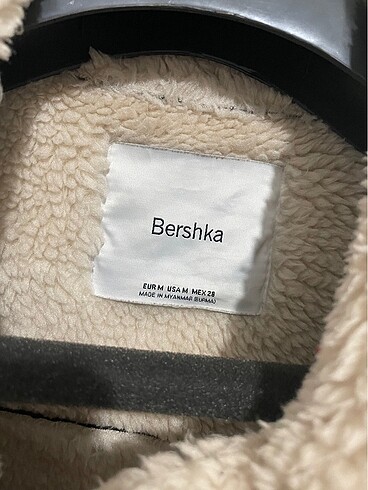 Bershka
EUR M USA M MEX 28
MADE IN MYANMAR (BURMA)